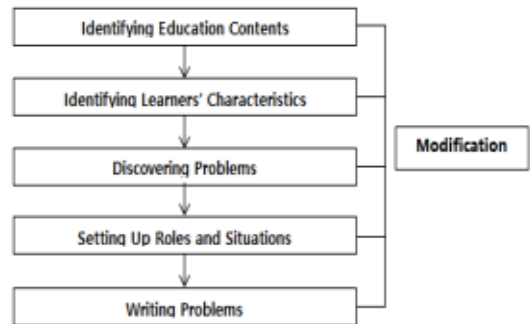 Identifying Education Contents
Identifying Learners' Characteristics
Modification
Discovering Problems
Setting Up Roles and Situations
Writing Problems